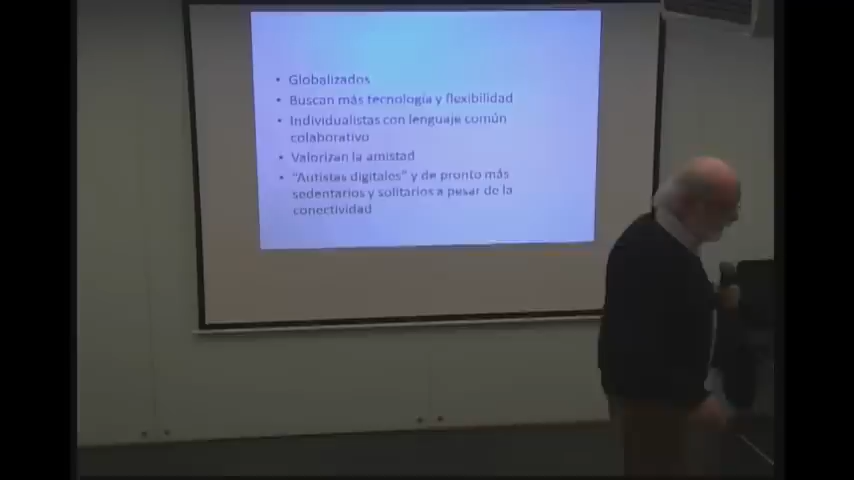 • Globalizados
• Buscan más tecnología y flexibilidad
• Individualistas con lenguaje común
colaborativo
• Valorizan la amistad
• “Autistas digitales” y de pronto más
sedentarios y solitarios a pesar de la
conectividad